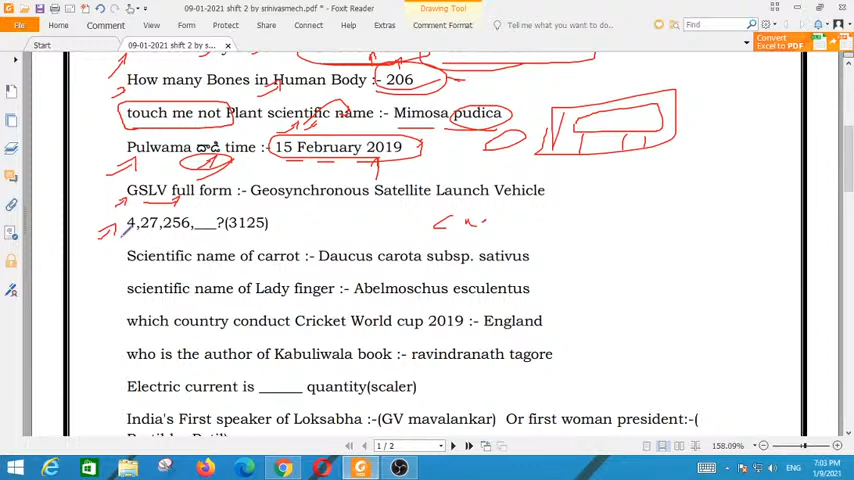 09-01-2021 shift 2 by srinivasmech.pdf * - Foxit Reader
Drawing Tool
File
Home
Comment
View
Form
Protect
Share
Help
Extras
Comment Format
Tell me what you want to do...
Find
Start
09-01-2021 shift 2 by s...
Convert
Excel to PDF
How many Bones in Human Body :- 206
touch me not Plant scientific name :- Mimosa pudica
Pulwama దాడి time :- 15 February 2019
GSLV full form :- Geosynchronous Satellite Launch Vehicle
4,27,256,___?(3125)
Scientific name of carrot :- Daucus carota subsp. sativus
scientific name of Lady finger :- Abelmoschus esculentus
which country conduct Cricket World cup 2019 :- England
who is the author of Kabuliwala book :- ravindranath tagore
Electric current is ______ quantity(scaler)
India's First speaker of Loksabha :-(GV mavalankar) Or first woman president:-(
1 / 2
158.09%
ENG
7:03 PM
1/9/2021